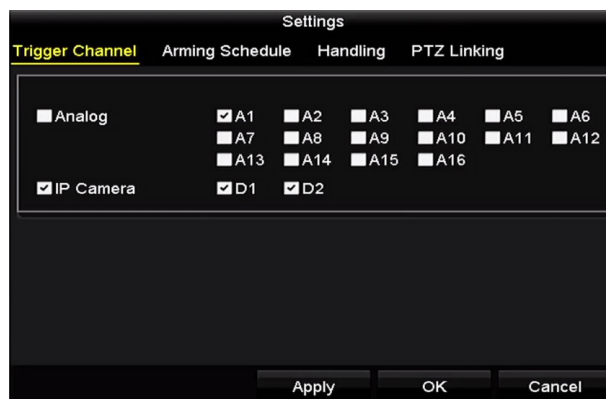 Settings
Trigger Channel Arming Schedule Handling PTZ Linking
Analog A1 A2 A3 A4 A5 A6
A7 A8 A9 A10 A11 A12
A13 A14 A15 A16
IP Camera D1 D2
Apply OK Cancel